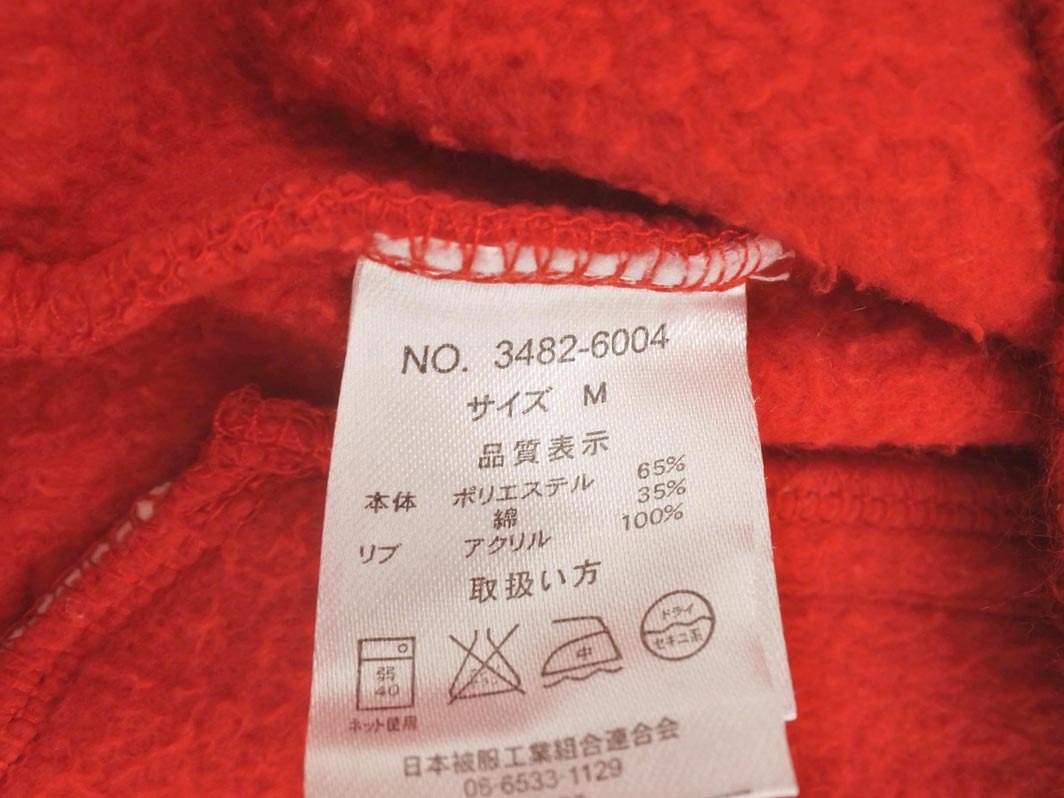 NO. 3482-6004
サイズ M
品質表示
本体 ポリエステル 65%
綿 35%
リブ アクリル 100%
取扱い方
弱
40
中
ドライ
セキユ系
ネット使用
日本被服工業組合連合会
06-6533-1129